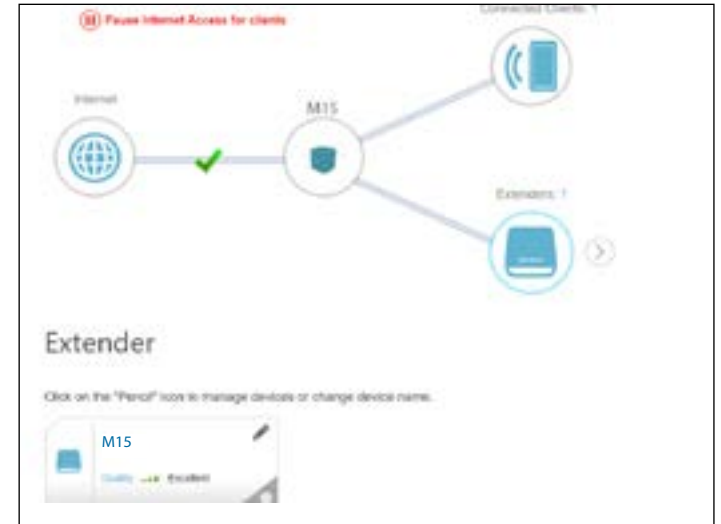 Pause Internet Access for clients
Connected Clients: 1
Internet
M15
Extenders: 1
Extender
Click on the "Pencil" icon to manage devices or change device name.
M15
Quality Excellent